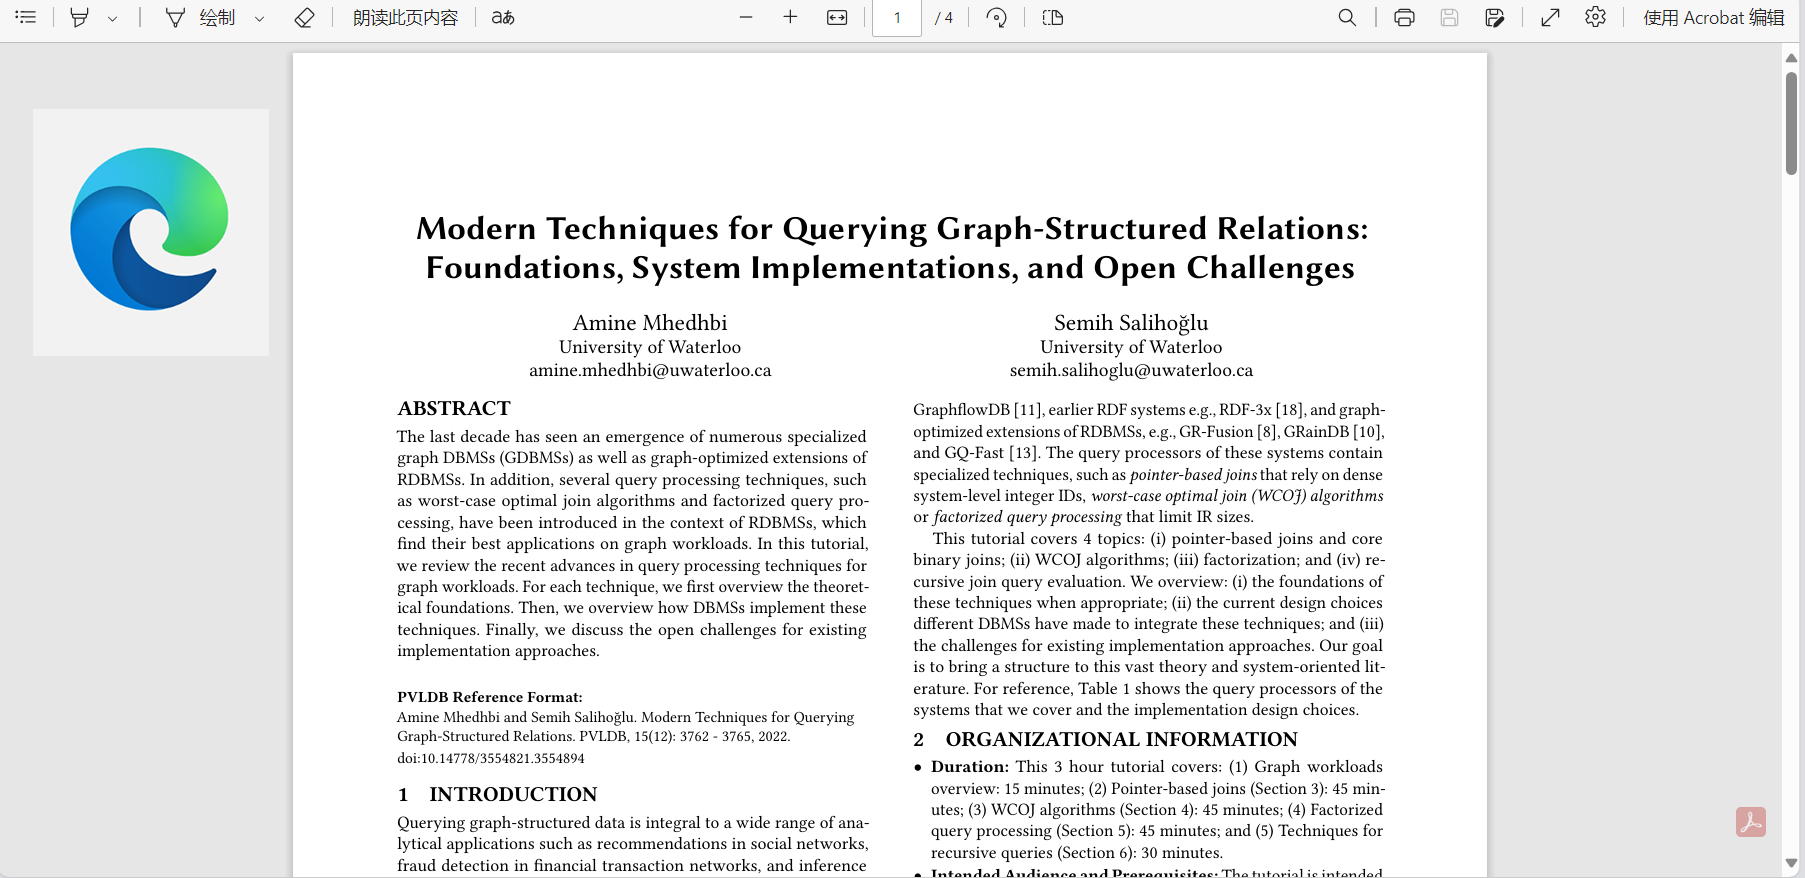 绘制 朗读此页内容 aあ 1 / 4 使用 Acrobat 编辑
Modern Techniques for Querying Graph-Structured Relations:
Foundations, System Implementations, and Open Challenges
Amine Mhedhbi
University of Waterloo
amine.mhedhbi@uwaterloo.ca
Semih Salihoğlu
University of Waterloo
semih.salihoglu@uwaterloo.ca
ABSTRACT
The last decade has seen an emergence of numerous specialized
graph DBMSs (GDBMSs) as well as graph-optimized extensions of
RDBMSs. In addition, several query processing techniques, such
as worst-case optimal join algorithms and factorized query pro-
cessing, have been introduced in the context of RDBMSs, which
find their best applications on graph workloads. In this tutorial,
we review the recent advances in query processing techniques for
graph workloads. For each technique, we first overview the theoret-
ical foundations. Then, we overview how DBMSs implement these
techniques. Finally, we discuss the open challenges for existing
implementation approaches.
PVLDB Reference Format:
Amine Mhedhbi and Semih Salihoğlu. Modern Techniques for Querying
Graph-Structured Relations. PVLDB, 15(12): 3762 - 3765, 2022.
doi:10.14778/3554821.3554894
1 INTRODUCTION
Querying graph-structured data is integral to a wide range of ana-
lytical applications such as recommendations in social networks,
fraud detection in financial transaction networks, and inference
GraphflowDB [11], earlier RDF systems e.g., RDF-3x [18], and graph-
optimized extensions of RDBMSs, e.g., GR-Fusion [8], GRainDB [10],
and GQ-Fast [13]. The query processors of these systems contain
specialized techniques, such as pointer-based joins that rely on dense
system-level integer IDs, worst-case optimal join (WCOJ) algorithms
or factorized query processing that limit IR sizes.
This tutorial covers 4 topics: (i) pointer-based joins and core
binary joins; (ii) WCOJ algorithms; (iii) factorization; and (iv) re-
cursive join query evaluation. We overview: (i) the foundations of
these techniques when appropriate; (ii) the current design choices
different DBMSs have made to integrate these techniques; and (iii)
the challenges for existing implementation approaches. Our goal
is to bring a structure to this vast theory and system-oriented lit-
erature. For reference, Table 1 shows the query processors of the
systems that we cover and the implementation design choices.
2 ORGANIZATIONAL INFORMATION
• Duration: This 3 hour tutorial covers: (1) Graph workloads
overview: 15 minutes; (2) Pointer-based joins (Section 3): 45 min-
utes; (3) WCOJ algorithms (Section 4): 45 minutes; (4) Factorized
query processing (Section 5): 45 minutes; and (5) Techniques for
recursive queries (Section 6): 30 minutes.
• Intended Audience and Prerequisites: The tutorial is intended